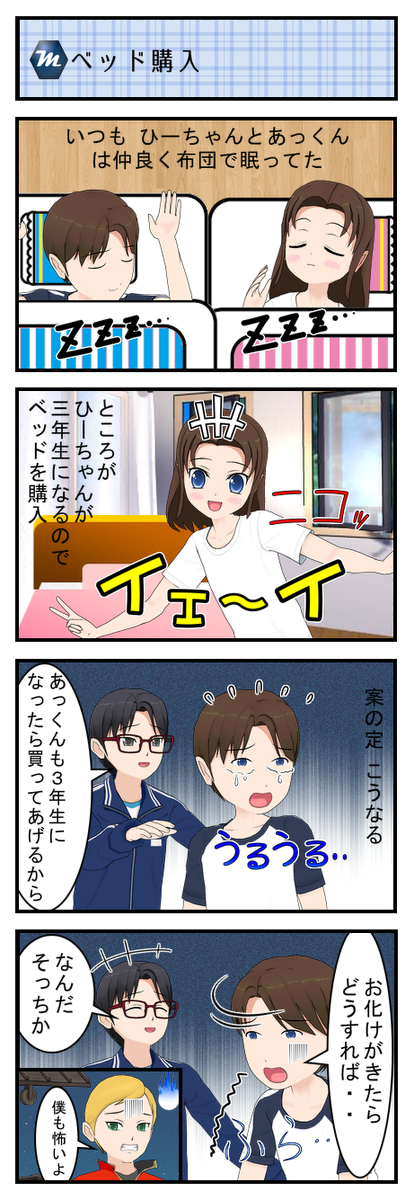 m ベッド購入
いつも ひーちゃんとあっくん
は仲良く布団で眠ってた
ZZZ…
ZZZ…
ところが
ひーちゃんが
三年生になるので
ベッドを購入
ニコッ
イェ～イ
案の定 こうなる
あっくんも3年生に
なったら買ってあげるから
うるうる‥
お化けがきたら
どうすれば・・
なんだ
そっちか
僕も怖いよ